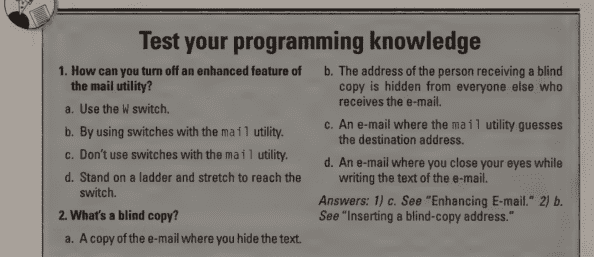 Test your programming knowledge
1. How can you turn off an enhanced feature of
the mail utility?
a. Use the W switch.
b. By using switches with the mail utility.
c. Don't use switches with the mail utility.
d. Stand on a ladder and stretch to reach the
switch.
2. What's a blind copy?
a. A copy of the e-mail where you hide the text.
b. The address of the person receiving a blind
copy is hidden from everyone else who
receives the e-mail.
c. An e-mail where the mail utility guesses
the destination address.
d. An e-mail where you close your eyes while
writing the text of the e-mail.
Answers: 1) c. See "Enhancing E-mail." 2) b.
See "Inserting a blind-copy address."